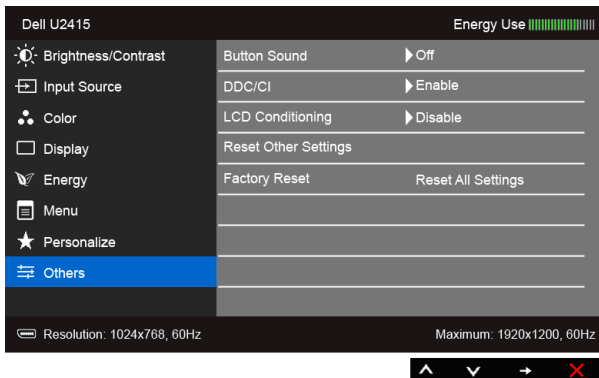 Dell U2415 Energy Use
Brightness/Contrast Button Sound Off
Input Source DDC/CI Enable
Color LCD Conditioning Disable
Display Reset Other Settings
Energy Factory Reset Reset All Settings
Menu
Personalize
Others
Resolution: 1024x768, 60Hz Maximum: 1920x1200, 60Hz